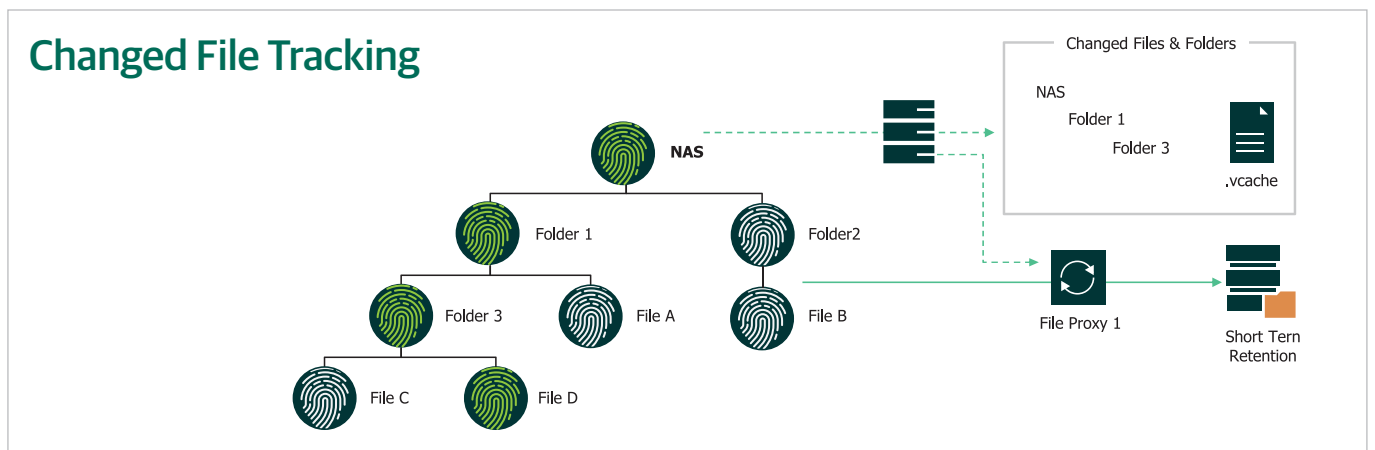 Changed File Tracking
Changed Files & Folders
NAS
Folder 1
Folder 3
.vcache
NAS
Folder 1
Folder2
Folder 3
File A
File B
File Proxy 1
Short Tern
Retention
File C
File D